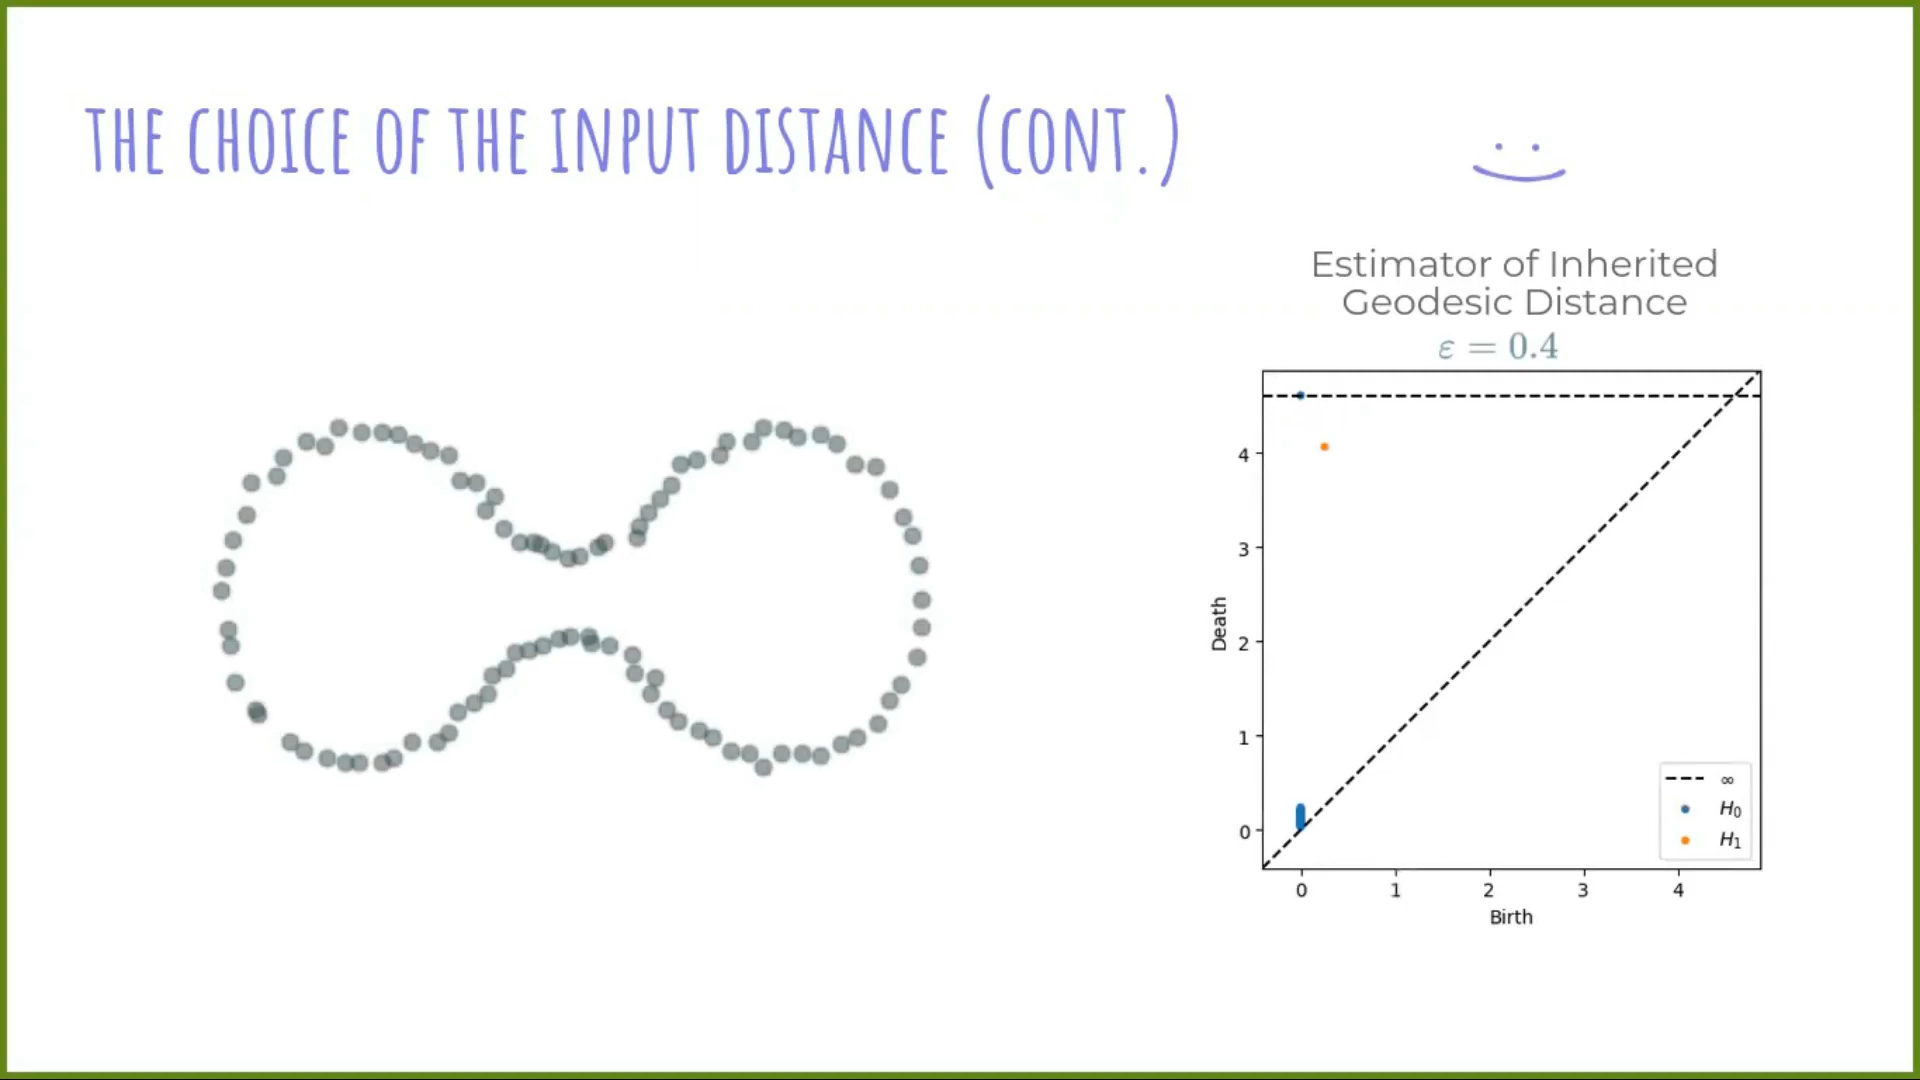 THE CHOICE OF THE INPUT DISTANCE (CONT.)
Estimator of Inherited
Geodesic Distance
ε = 0.4
4
3
2
1
0
Death
∞
H₀
H₁
0 1 2 3 4
Birth